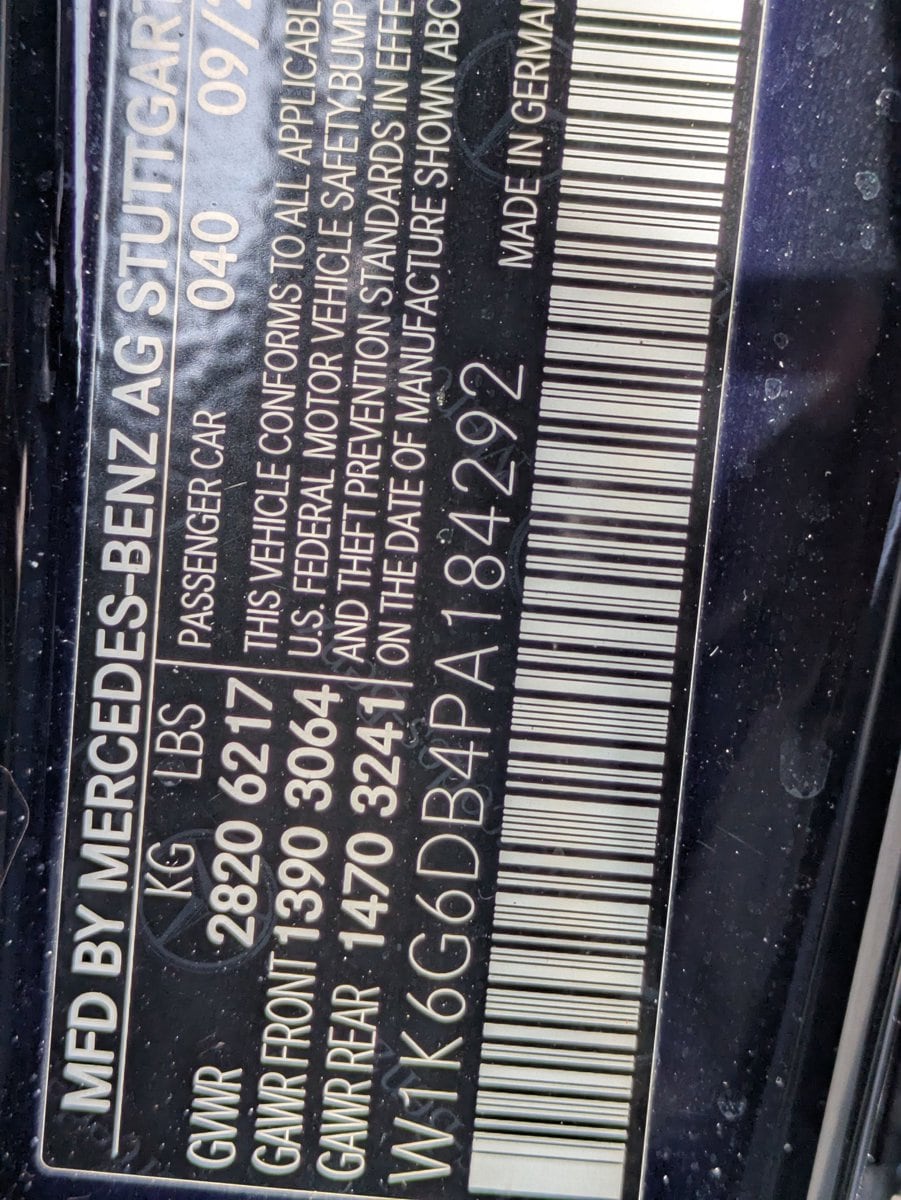 MFD BY MERCEDES-BENZ AG STUTTGART
KG LBS PASSENGER CAR 040 09/2
GVWR 2820 6217 THIS VEHICLE CONFORMS TO ALL APPLICABL
GAWR FRONT 1390 3064 U.S. FEDERAL MOTOR VEHICLE SAFETY, BUMP
GAWR REAR 1470 3241 AND THEFT PREVENTION STANDARDS IN EFFE
ON THE DATE OF MANUFACTURE SHOWN ABO
W1K6G6DB4PA184292 MADE IN GERMAN